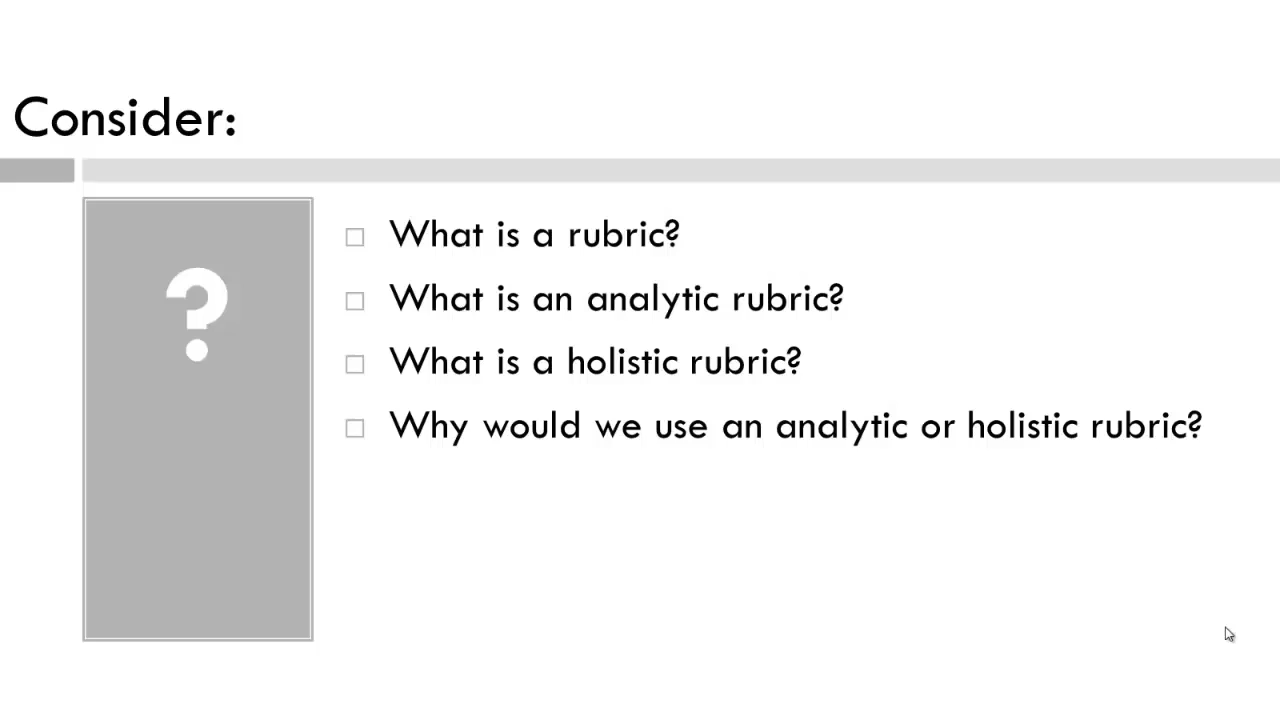 Consider:
?
What is a rubric?
What is an analytic rubric?
What is a holistic rubric?
Why would we use an analytic or holistic rubric?